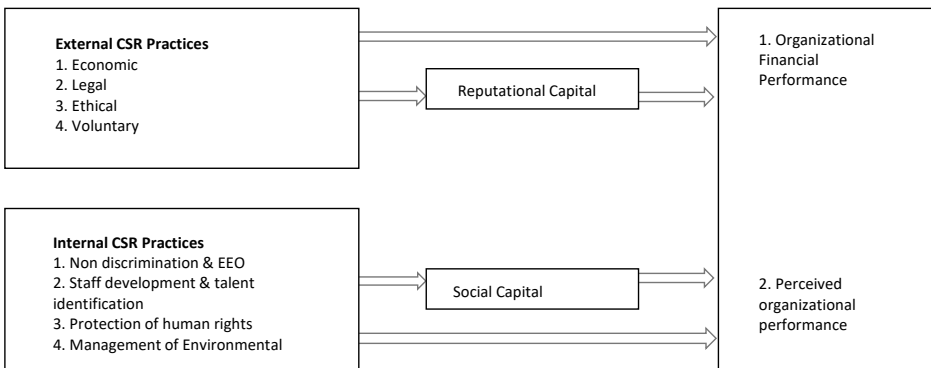 External CSR Practices
1. Economic
2. Legal
3. Ethical
4. Voluntary
Reputational Capital
1. Organizational
Financial
Performance
Internal CSR Practices
1. Non discrimination & EEO
2. Staff development & talent
identification
3. Protection of human rights
4. Management of Environmental
Social Capital
2. Perceived
organizational
performance